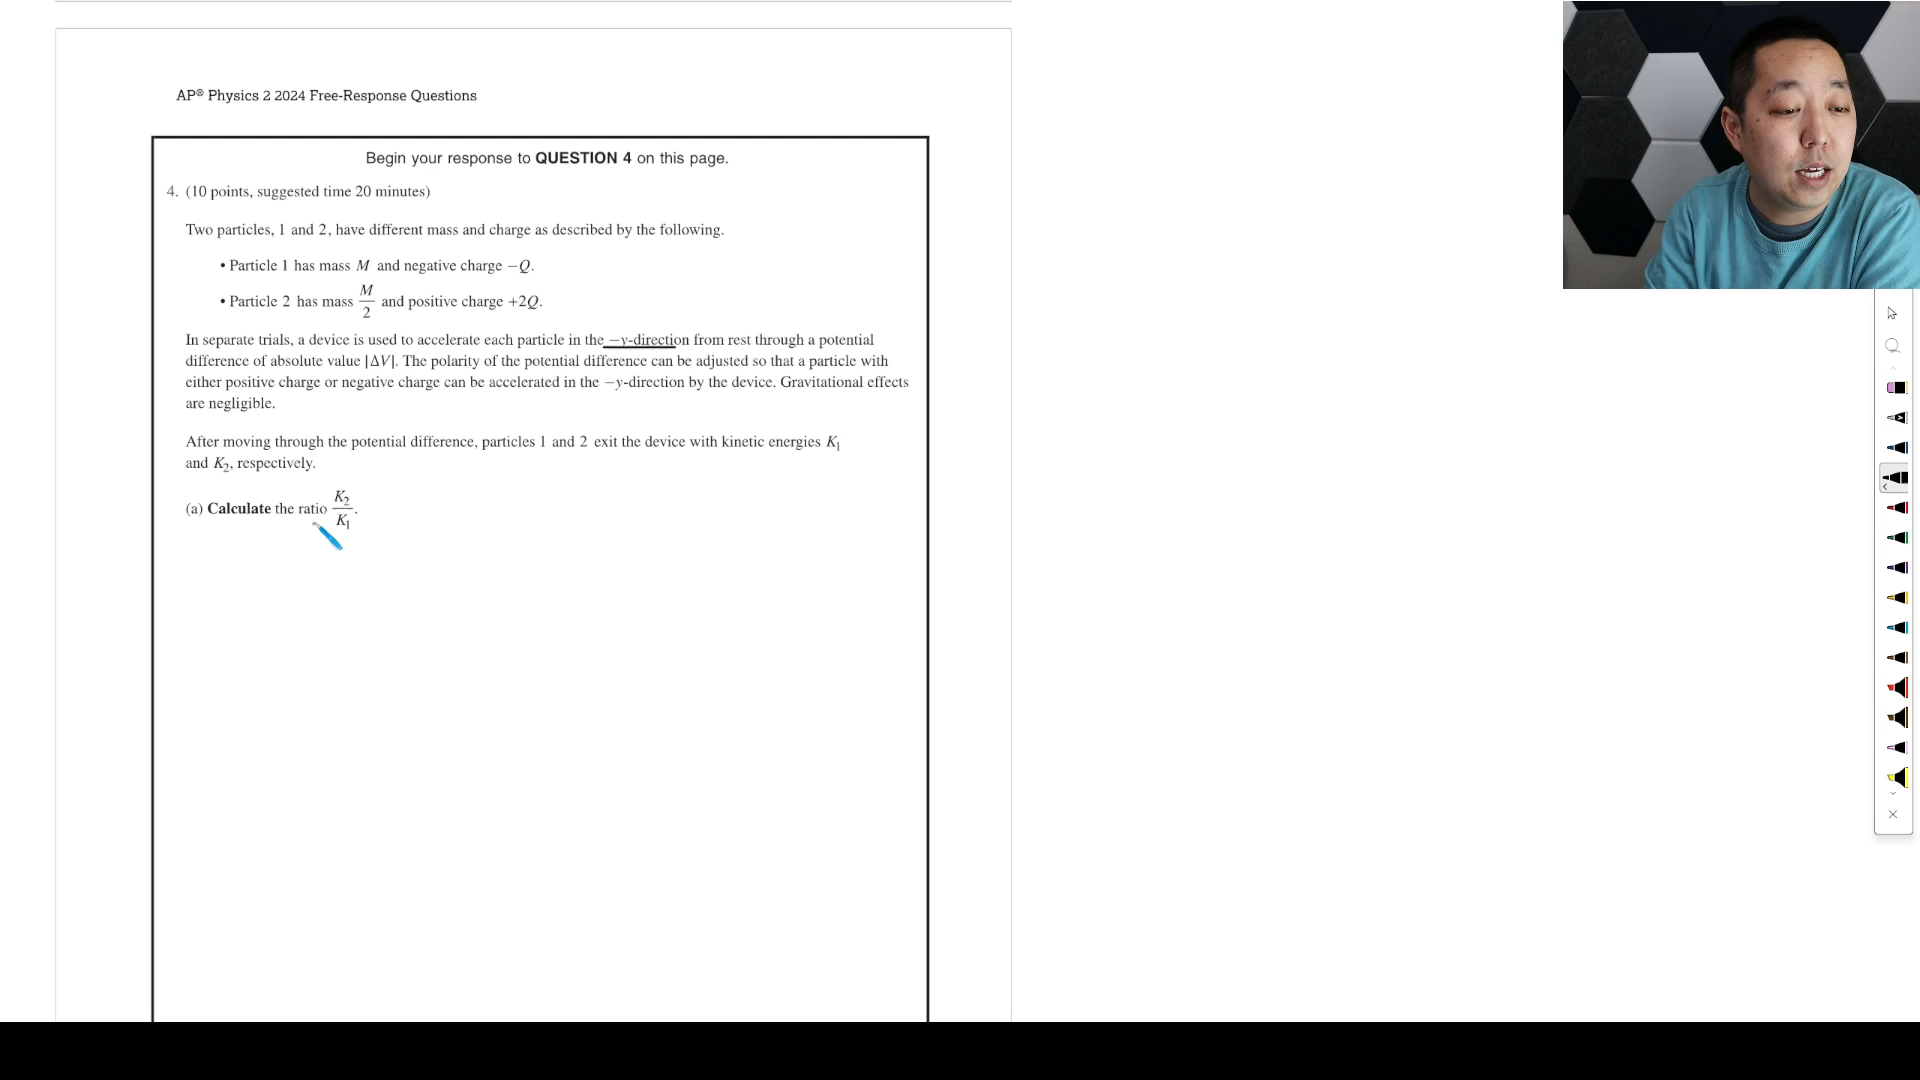 AP® Physics 2 2024 Free-Response Questions
Begin your response to QUESTION 4 on this page.
4. (10 points, suggested time 20 minutes)
Two particles, 1 and 2, have different mass and charge as described by the following.
• Particle 1 has mass M and negative charge −Q.
• Particle 2 has mass M/2 and positive charge +2Q.
In separate trials, a device is used to accelerate each particle in the −y-direction from rest through a potential
difference of absolute value |ΔV|. The polarity of the potential difference can be adjusted so that a particle with
either positive charge or negative charge can be accelerated in the −y-direction by the device. Gravitational effects
are negligible.
After moving through the potential difference, particles 1 and 2 exit the device with kinetic energies K₁
and K₂, respectively.
(a) Calculate the ratio K₂/K₁.